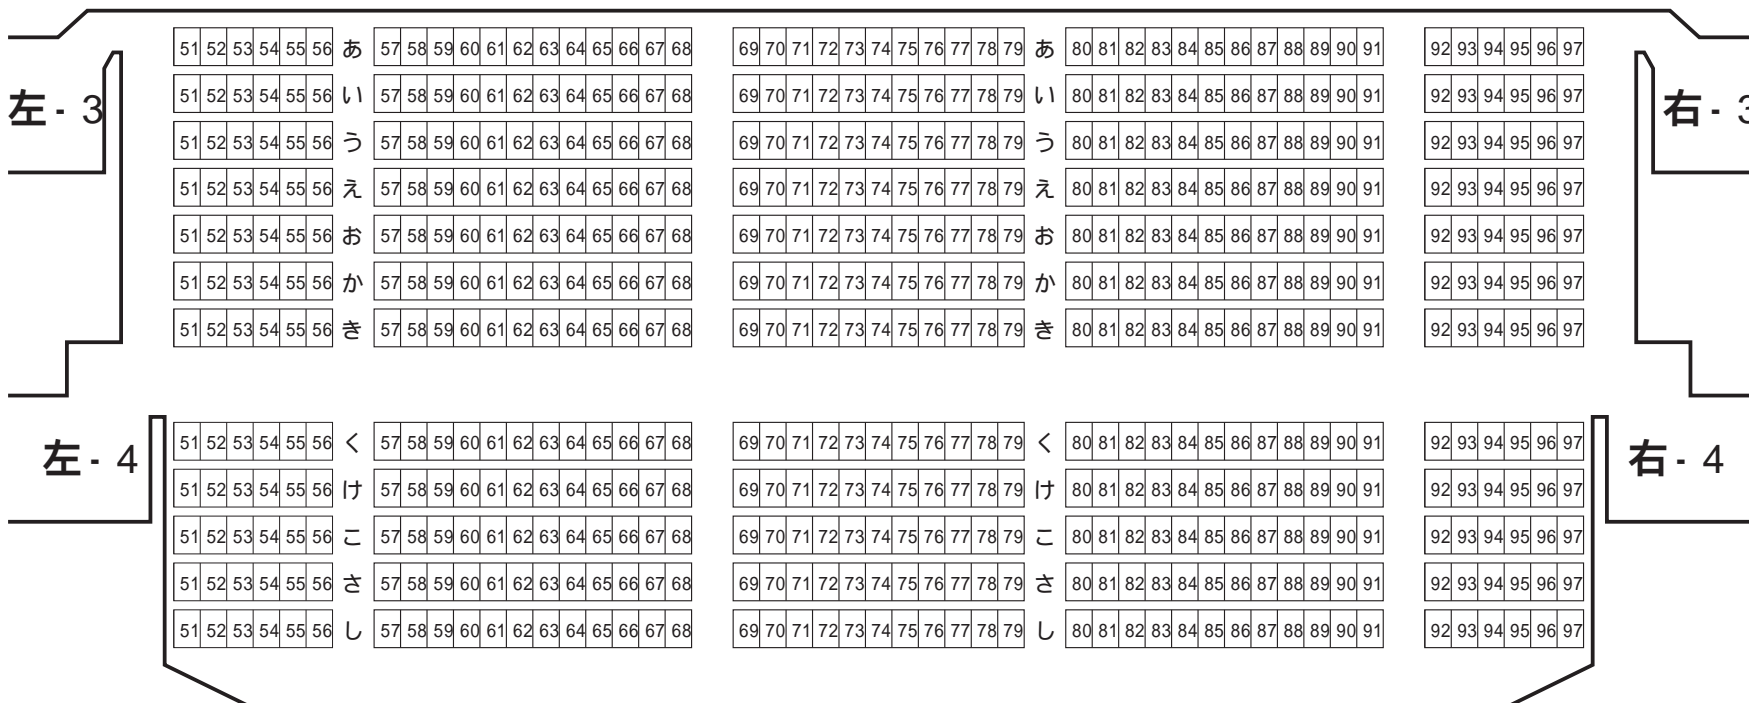 51 52 53 54 55 56 あ 57 58 59 60 61 62 63 64 65 66 67 68 69 70 71 72 73 74 75 76 77 78 79 あ 80 81 82 83 84 85 86 87 88 89 90 91 92 93 94 95 96 97
左 - 3 51 52 53 54 55 56 い 57 58 59 60 61 62 63 64 65 66 67 68 69 70 71 72 73 74 75 76 77 78 79 い 80 81 82 83 84 85 86 87 88 89 90 91 92 93 94 95 96 97 右 - 3
51 52 53 54 55 56 う 57 58 59 60 61 62 63 64 65 66 67 68 69 70 71 72 73 74 75 76 77 78 79 う 80 81 82 83 84 85 86 87 88 89 90 91 92 93 94 95 96 97
51 52 53 54 55 56 え 57 58 59 60 61 62 63 64 65 66 67 68 69 70 71 72 73 74 75 76 77 78 79 え 80 81 82 83 84 85 86 87 88 89 90 91 92 93 94 95 96 97
51 52 53 54 55 56 お 57 58 59 60 61 62 63 64 65 66 67 68 69 70 71 72 73 74 75 76 77 78 79 お 80 81 82 83 84 85 86 87 88 89 90 91 92 93 94 95 96 97
51 52 53 54 55 56 か 57 58 59 60 61 62 63 64 65 66 67 68 69 70 71 72 73 74 75 76 77 78 79 か 80 81 82 83 84 85 86 87 88 89 90 91 92 93 94 95 96 97
51 52 53 54 55 56 き 57 58 59 60 61 62 63 64 65 66 67 68 69 70 71 72 73 74 75 76 77 78 79 き 80 81 82 83 84 85 86 87 88 89 90 91 92 93 94 95 96 97
左 - 4 51 52 53 54 55 56 く 57 58 59 60 61 62 63 64 65 66 67 68 69 70 71 72 73 74 75 76 77 78 79 く 80 81 82 83 84 85 86 87 88 89 90 91 92 93 94 95 96 97 右 - 4
51 52 53 54 55 56 け 57 58 59 60 61 62 63 64 65 66 67 68 69 70 71 72 73 74 75 76 77 78 79 け 80 81 82 83 84 85 86 87 88 89 90 91 92 93 94 95 96 97
51 52 53 54 55 56 こ 57 58 59 60 61 62 63 64 65 66 67 68 69 70 71 72 73 74 75 76 77 78 79 こ 80 81 82 83 84 85 86 87 88 89 90 91 92 93 94 95 96 97
51 52 53 54 55 56 さ 57 58 59 60 61 62 63 64 65 66 67 68 69 70 71 72 73 74 75 76 77 78 79 さ 80 81 82 83 84 85 86 87 88 89 90 91 92 93 94 95 96 97
51 52 53 54 55 56 し 57 58 59 60 61 62 63 64 65 66 67 68 69 70 71 72 73 74 75 76 77 78 79 し 80 81 82 83 84 85 86 87 88 89 90 91 92 93 94 95 96 97